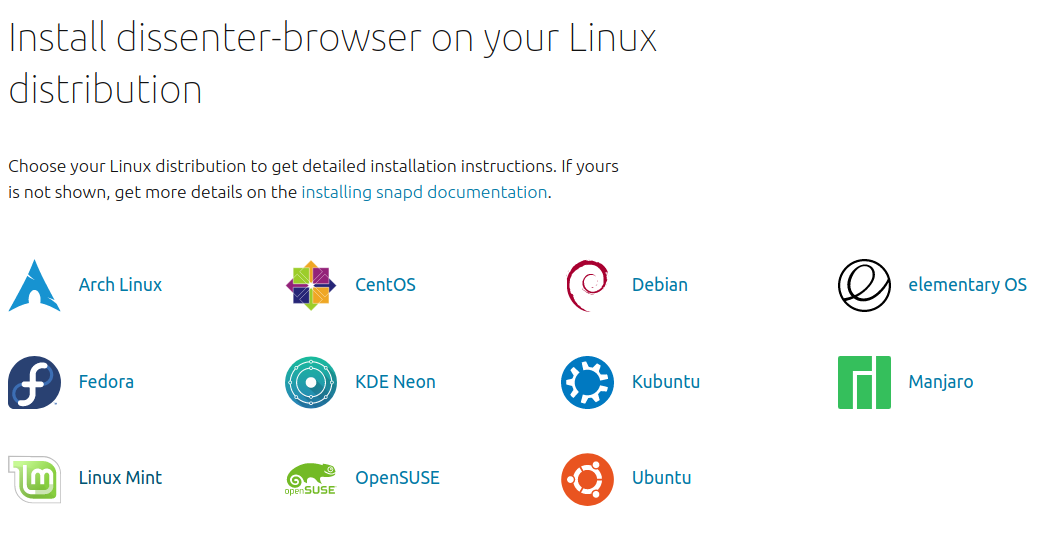 Install dissenter-browser on your Linux
distribution
Choose your Linux distribution to get detailed installation instructions. If yours
is not shown, get more details on the installing snapd documentation.
Arch Linux
CentOS
Debian
elementary OS
Fedora
KDE Neon
Kubuntu
Manjaro
Linux Mint
openSUSE
OpenSUSE
Ubuntu